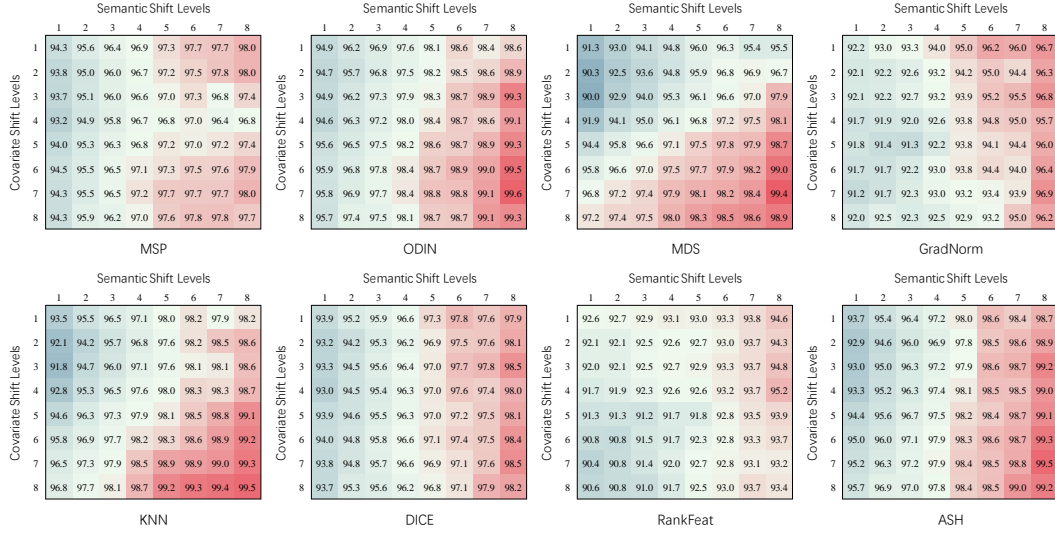 Semantic Shift Levels
1 2 3 4 5 6 7 8
Covariate Shift Levels
1 94.3 95.6 96.4 96.9 97.3 97.7 97.7 98.0
2 93.8 95.0 96.0 96.7 97.2 97.5 97.8 98.0
3 93.7 95.1 96.0 96.6 97.0 97.3 96.8 97.4
4 93.2 94.9 95.8 96.7 96.8 97.0 96.4 96.8
5 94.0 95.3 96.3 96.8 97.2 97.0 97.2 97.4
6 94.5 95.5 96.5 97.1 97.3 97.5 97.6 97.9
7 94.3 95.5 96.5 97.2 97.7 97.7 97.7 98.0
8 94.3 95.9 96.2 97.0 97.6 97.8 97.8 97.7
MSP
Semantic Shift Levels
1 2 3 4 5 6 7 8
Covariate Shift Levels
1 94.9 96.2 96.9 97.6 98.1 98.6 98.4 98.6
2 94.7 95.7 96.8 97.5 98.2 98.5 98.6 98.9
3 94.9 96.2 97.3 97.9 98.3 98.7 98.9 99.3
4 94.6 96.3 97.2 98.0 98.4 98.7 98.6 99.1
5 95.6 96.5 97.5 98.2 98.6 98.7 98.9 99.3
6 95.9 96.8 97.8 98.4 98.7 98.9 99.0 99.5
7 95.8 96.9 97.7 98.4 98.8 98.8 99.1 99.6
8 95.7 97.4 97.5 98.1 98.7 98.7 99.1 99.3
ODIN
Semantic Shift Levels
1 2 3 4 5 6 7 8
Covariate Shift Levels
1 91.3 93.0 94.1 94.8 96.0 96.3 95.4 95.5
2 90.3 92.5 93.6 94.8 95.9 96.8 96.9 96.7
3 90.0 92.9 94.0 95.3 96.1 96.6 97.0 97.9
4 91.9 94.1 95.0 96.1 96.8 97.2 97.5 98.1
5 94.4 95.8 96.6 97.1 97.5 97.8 97.9 98.7
6 95.8 96.6 97.0 97.5 97.7 97.9 98.2 99.0
7 96.8 97.2 97.4 97.9 98.1 98.2 98.4 99.4
8 97.2 97.4 97.5 98.0 98.3 98.5 98.6 98.9
MDS
Semantic Shift Levels
1 2 3 4 5 6 7 8
Covariate Shift Levels
1 92.2 93.0 93.3 94.0 95.0 96.2 96.0 96.7
2 92.1 92.2 92.6 93.2 94.2 95.0 94.4 96.3
3 92.1 92.2 92.7 93.2 93.9 95.2 95.5 96.8
4 91.7 91.9 92.0 92.6 93.8 94.8 95.0 95.7
5 91.8 91.4 91.3 92.2 93.8 94.1 94.4 96.0
6 91.7 91.7 92.2 93.0 93.8 94.4 94.0 96.4
7 91.2 91.7 92.3 93.0 93.2 93.4 93.9 96.9
8 92.0 92.5 92.3 92.5 92.9 93.2 95.0 96.2
GradNorm
Semantic Shift Levels
1 2 3 4 5 6 7 8
Covariate Shift Levels
1 93.5 95.5 96.5 97.1 98.0 98.2 97.9 98.2
2 92.1 94.2 95.7 96.8 97.6 98.2 98.5 98.6
3 91.8 94.7 96.0 97.1 97.6 98.1 98.1 98.6
4 92.8 95.3 96.5 97.6 98.0 98.3 98.3 98.7
5 94.6 96.3 97.3 97.9 98.1 98.5 98.8 99.1
6 95.8 96.9 97.7 98.2 98.3 98.6 98.9 99.2
7 96.5 97.3 97.9 98.5 98.9 98.9 99.0 99.3
8 96.8 97.7 98.1 98.7 99.2 99.3 99.4 99.5
KNN
Semantic Shift Levels
1 2 3 4 5 6 7 8
Covariate Shift Levels
1 93.9 95.2 95.9 96.6 97.3 97.8 97.6 97.9
2 93.2 94.2 95.3 96.2 96.9 97.5 97.6 98.1
3 93.3 94.5 95.6 96.4 97.0 97.7 97.8 98.5
4 93.0 94.5 95.4 96.3 97.0 97.6 97.4 98.0
5 93.9 94.6 95.5 96.3 97.0 97.2 97.5 98.1
6 94.0 94.8 95.8 96.6 97.1 97.4 97.5 98.4
7 93.8 94.8 95.7 96.6 96.9 97.1 97.6 98.5
8 93.7 95.3 95.6 96.2 96.8 97.1 97.9 98.2
DICE
Semantic Shift Levels
1 2 3 4 5 6 7 8
Covariate Shift Levels
1 92.6 92.7 92.9 93.1 93.0 93.3 93.8 94.6
2 92.1 92.1 92.5 92.6 92.7 93.0 93.7 94.3
3 92.0 92.1 92.5 92.7 92.9 93.3 93.7 94.8
4 91.7 91.9 92.3 92.6 92.6 93.2 93.7 95.2
5 91.3 91.3 91.2 91.7 91.8 92.8 93.5 93.9
6 90.8 90.8 91.5 91.7 92.3 92.8 93.3 93.7
7 90.4 90.8 91.4 92.0 92.7 92.8 93.1 93.2
8 90.6 90.8 91.0 91.7 92.5 93.0 93.7 93.4
RankFeat
Semantic Shift Levels
1 2 3 4 5 6 7 8
Covariate Shift Levels
1 93.7 95.4 96.4 97.2 98.0 98.6 98.4 98.7
2 92.9 94.6 96.0 96.9 97.8 98.5 98.6 98.9
3 93.0 95.0 96.3 97.2 97.9 98.6 98.7 99.2
4 93.3 95.2 96.3 97.4 98.1 98.5 98.5 99.0
5 94.4 95.6 96.7 97.5 98.2 98.4 98.7 99.1
6 95.0 96.0 97.1 97.9 98.3 98.6 98.7 99.3
7 95.2 96.3 97.2 97.9 98.4 98.5 98.8 99.5
8 95.7 96.9 97.0 97.8 98.4 98.5 99.0 99.2
ASH